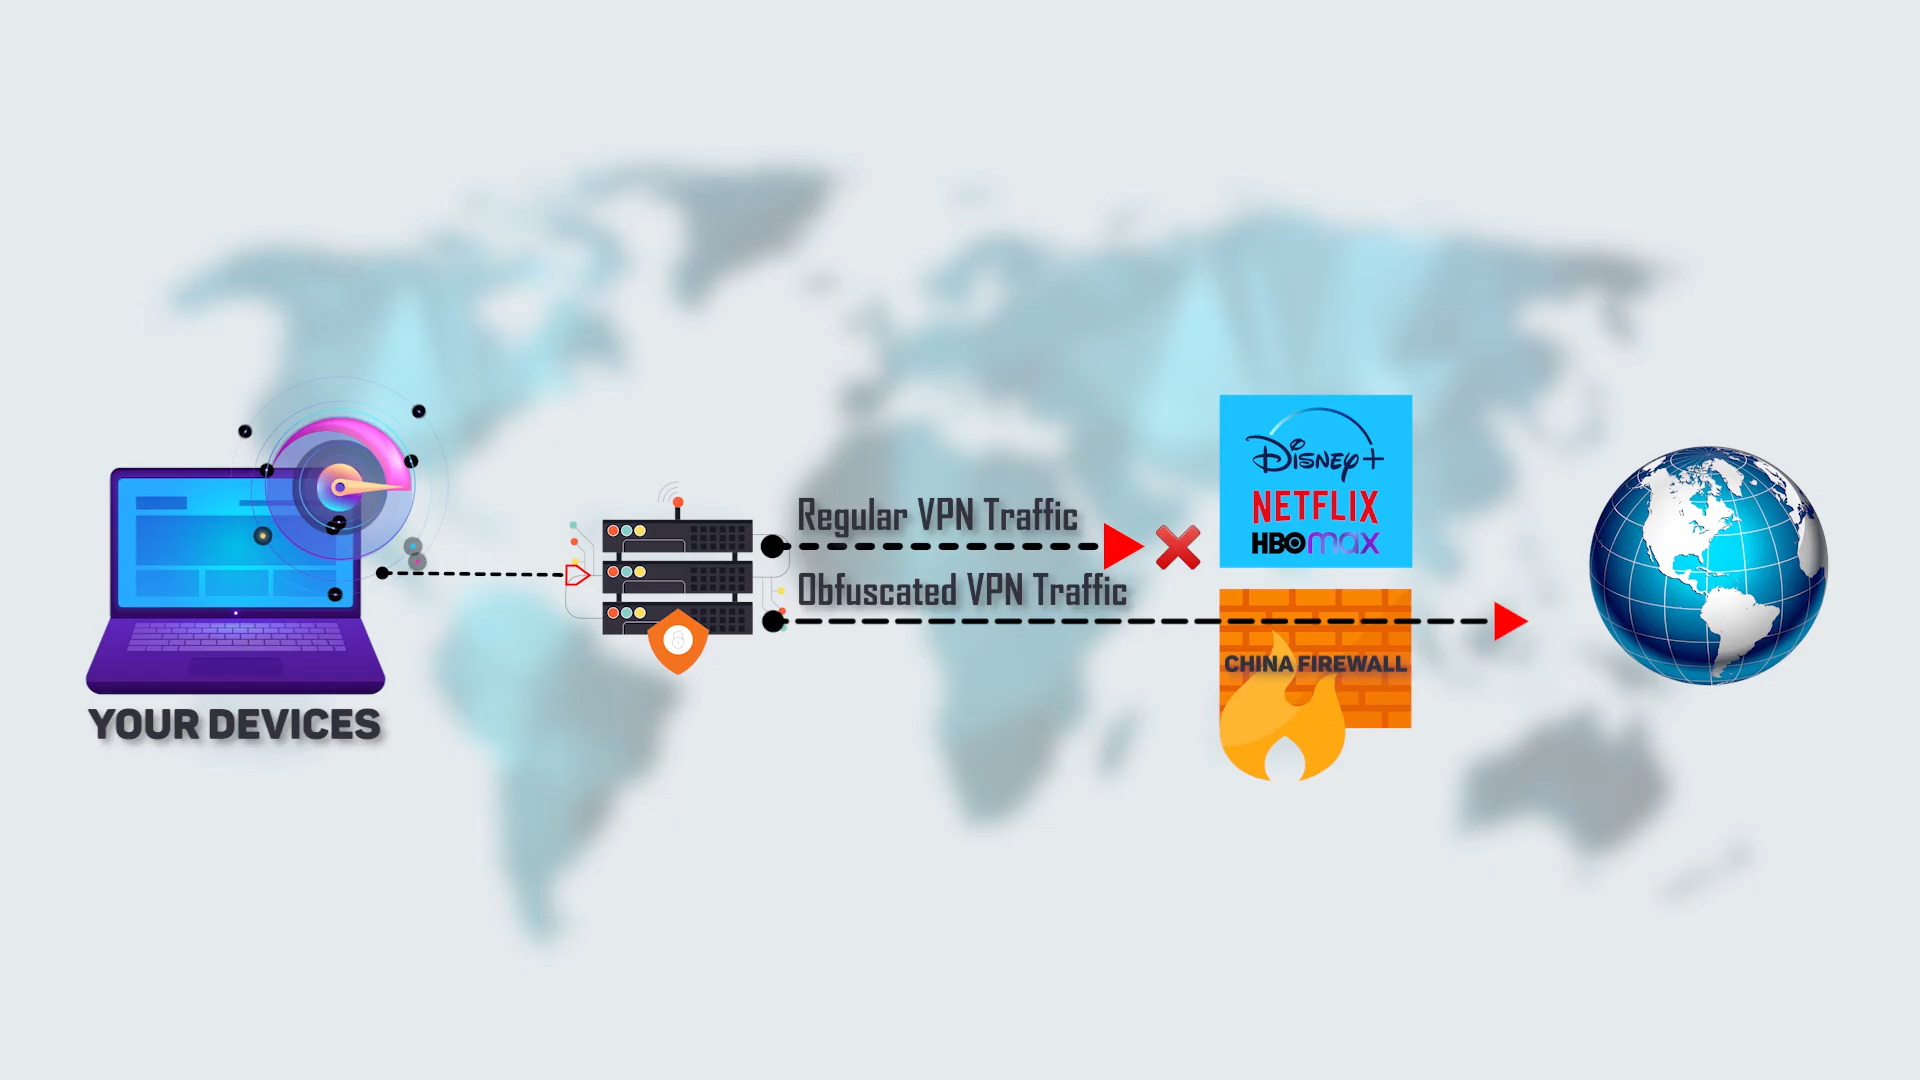 DISNEY+
NETFLIX
HBOMAX
Regular VPN Traffic
Obfuscated VPN Traffic
CHINA FIREWALL
YOUR DEVICES